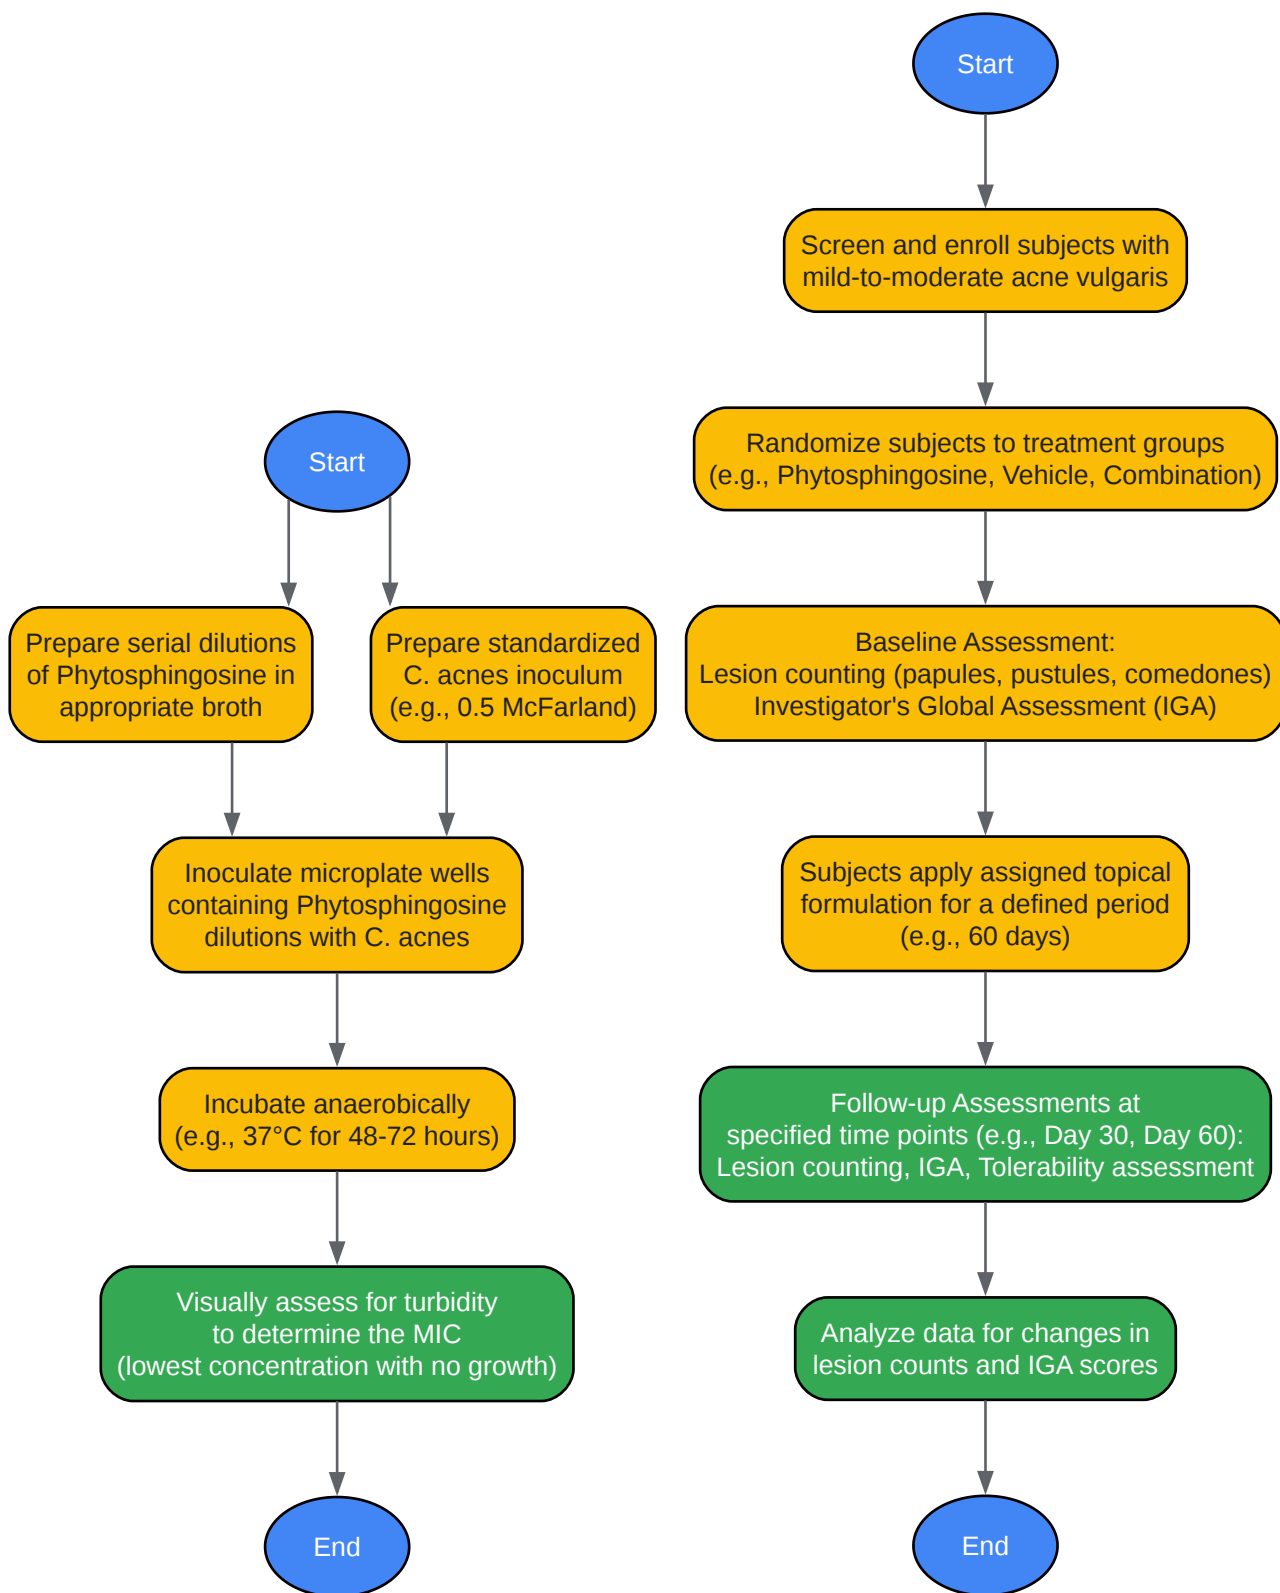 Start
Prepare serial dilutions
of Phytosphingosine in
appropriate broth
Prepare standardized
C. acnes inoculum
(e.g., 0.5 McFarland)
Inoculate microplate wells
containing Phytosphingosine
dilutions with C. acnes
Incubate anaerobically
(e.g., 37°C for 48-72 hours)
Visually assess for turbidity
to determine the MIC
(lowest concentration with no growth)
End
Start
Screen and enroll subjects with
mild-to-moderate acne vulgaris
Randomize subjects to treatment groups
(e.g., Phytosphingosine, Vehicle, Combination)
Baseline Assessment:
Lesion counting (papules, pustules, comedones)
Investigator's Global Assessment (IGA)
Subjects apply assigned topical
formulation for a defined period
(e.g., 60 days)
Follow-up Assessments at
specified time points (e.g., Day 30, Day 60):
Lesion counting, IGA, Tolerability assessment
Analyze data for changes in
lesion counts and IGA scores
End